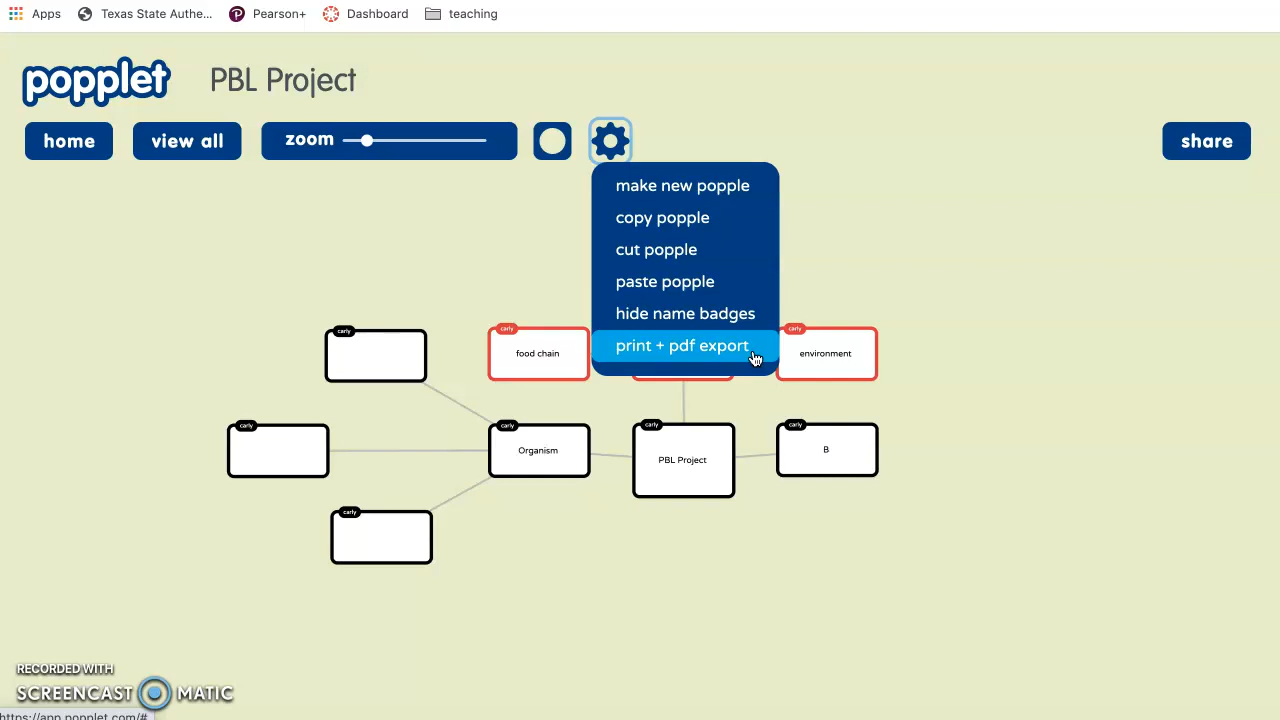 Apps Texas State Authe... Pearson+ Dashboard teaching
popplet PBL Project
home view all zoom share
make new popple
copy popple
cut popple
paste popple
hide name badges
print + pdf export
carly
carly
food chain
carly
environment
carly
carly
Organism
carly
PBL Project
carly
B
carly
RECORDED WITH
SCREENCAST MATIC
https://app.popplet.com/#